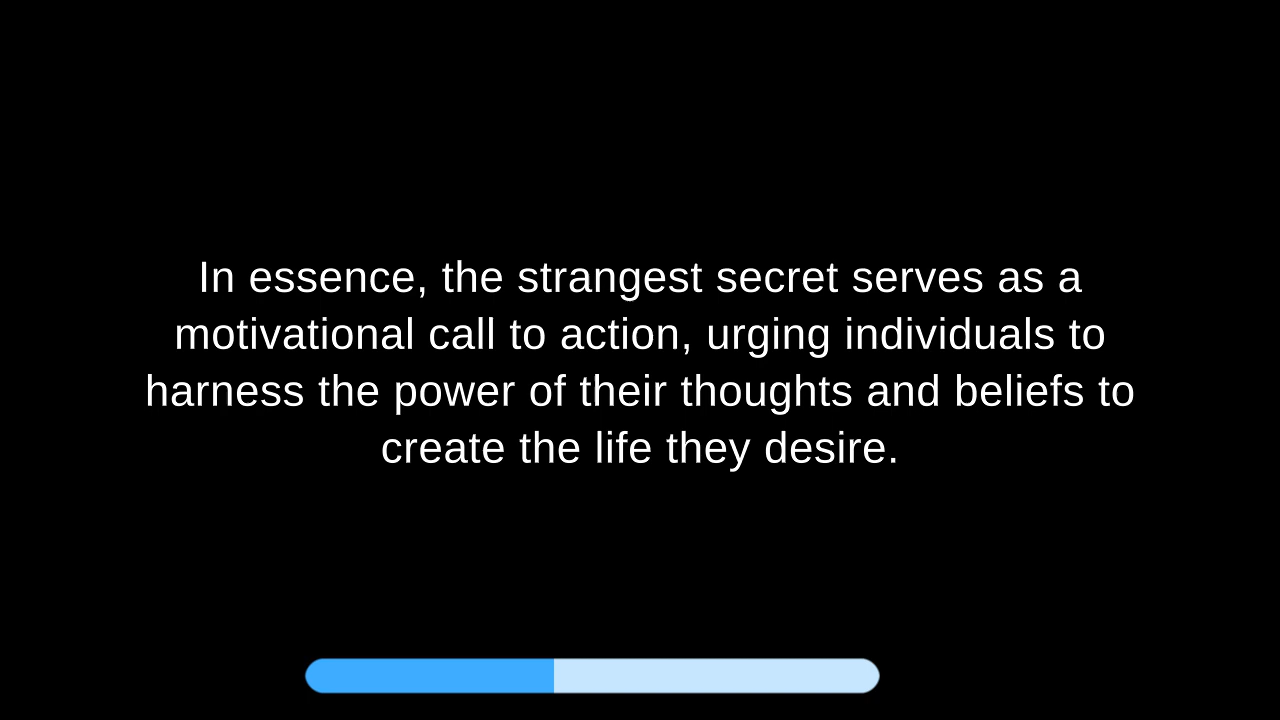 In essence, the strangest secret serves as a
motivational call to action, urging individuals to
harness the power of their thoughts and beliefs to
create the life they desire.